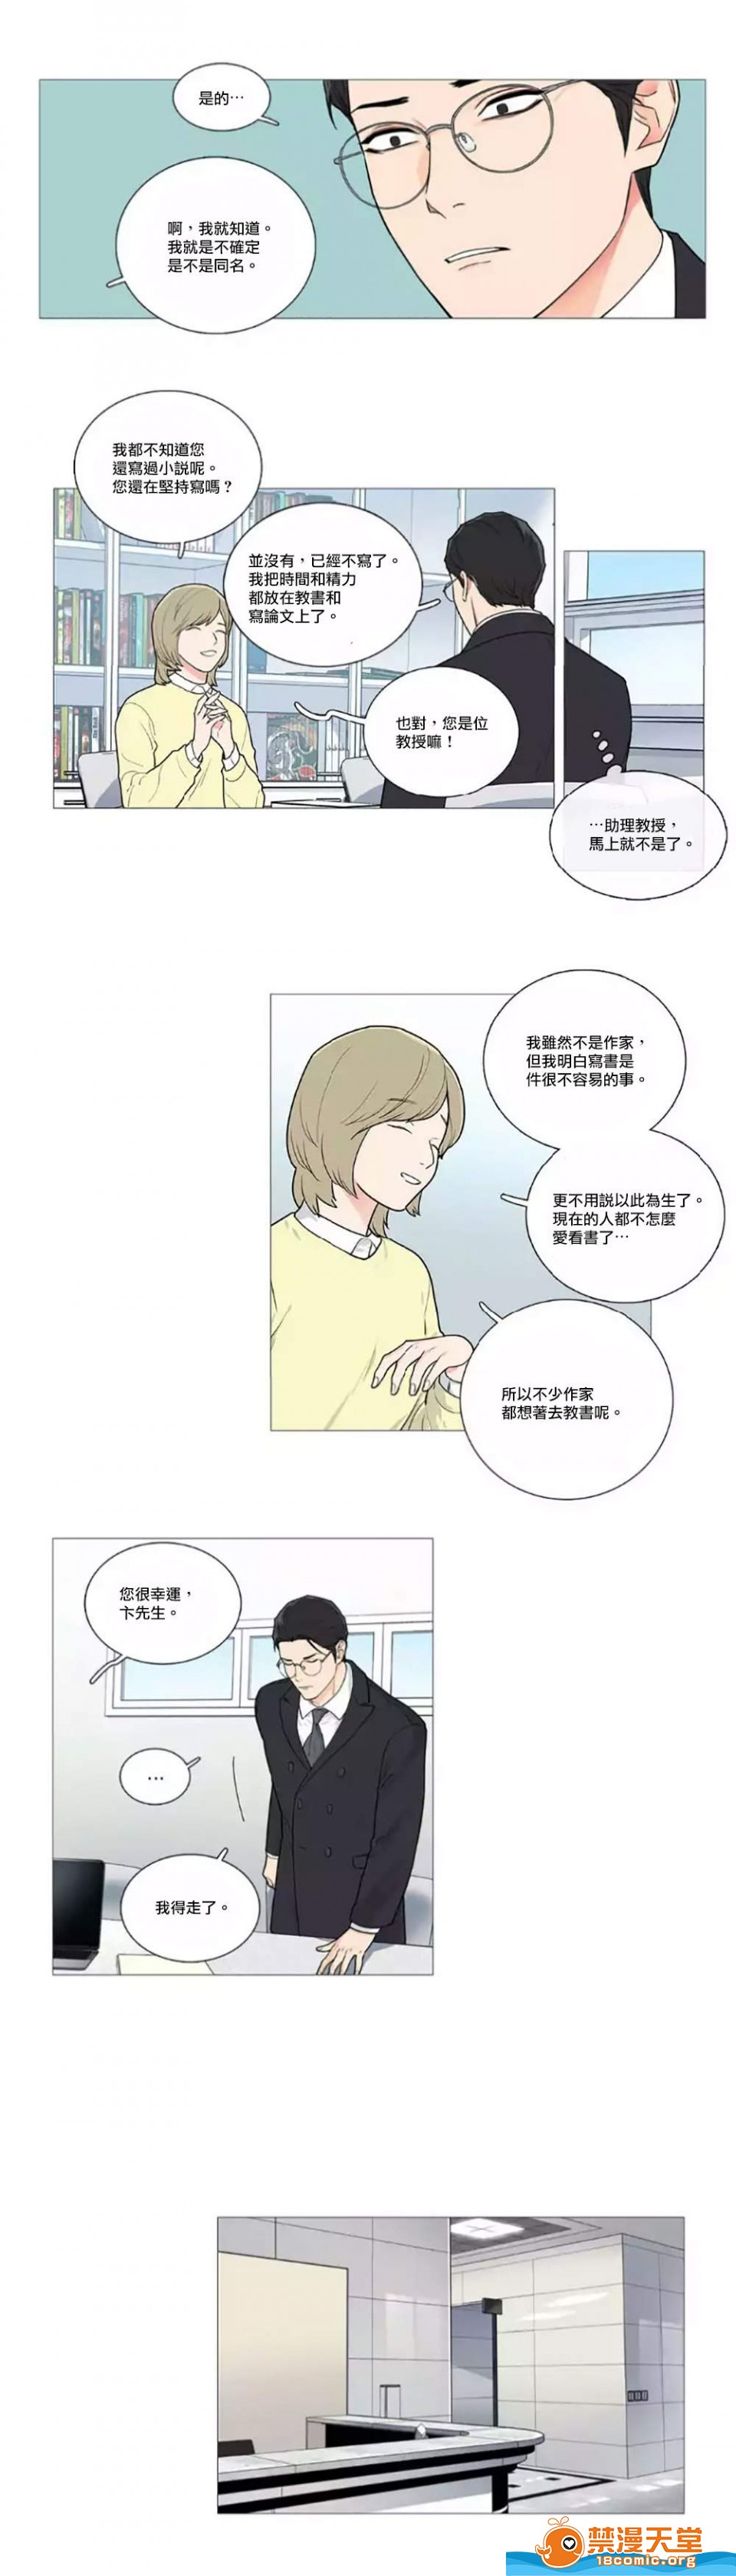 是的…
啊，我就知道。
我就是不確定
是不是同名。
我都不知道您
還寫過小說呢。
您還在堅持寫嗎？
並沒有，已經不寫了。
我把時間和精力
都放在教書和
寫論文上了。
也對，您是位
教授嘛！
…助理教授，
馬上就不是了。
我雖然不是作家，
但我明白寫書是
件很不容易的事。
更不用說以此為生了。
現在的人都不怎麼
愛看書了…
所以不少作家
都想著去教書呢。
您很幸運，
卞先生。
…
我得走了。
禁漫天堂
18comic.org